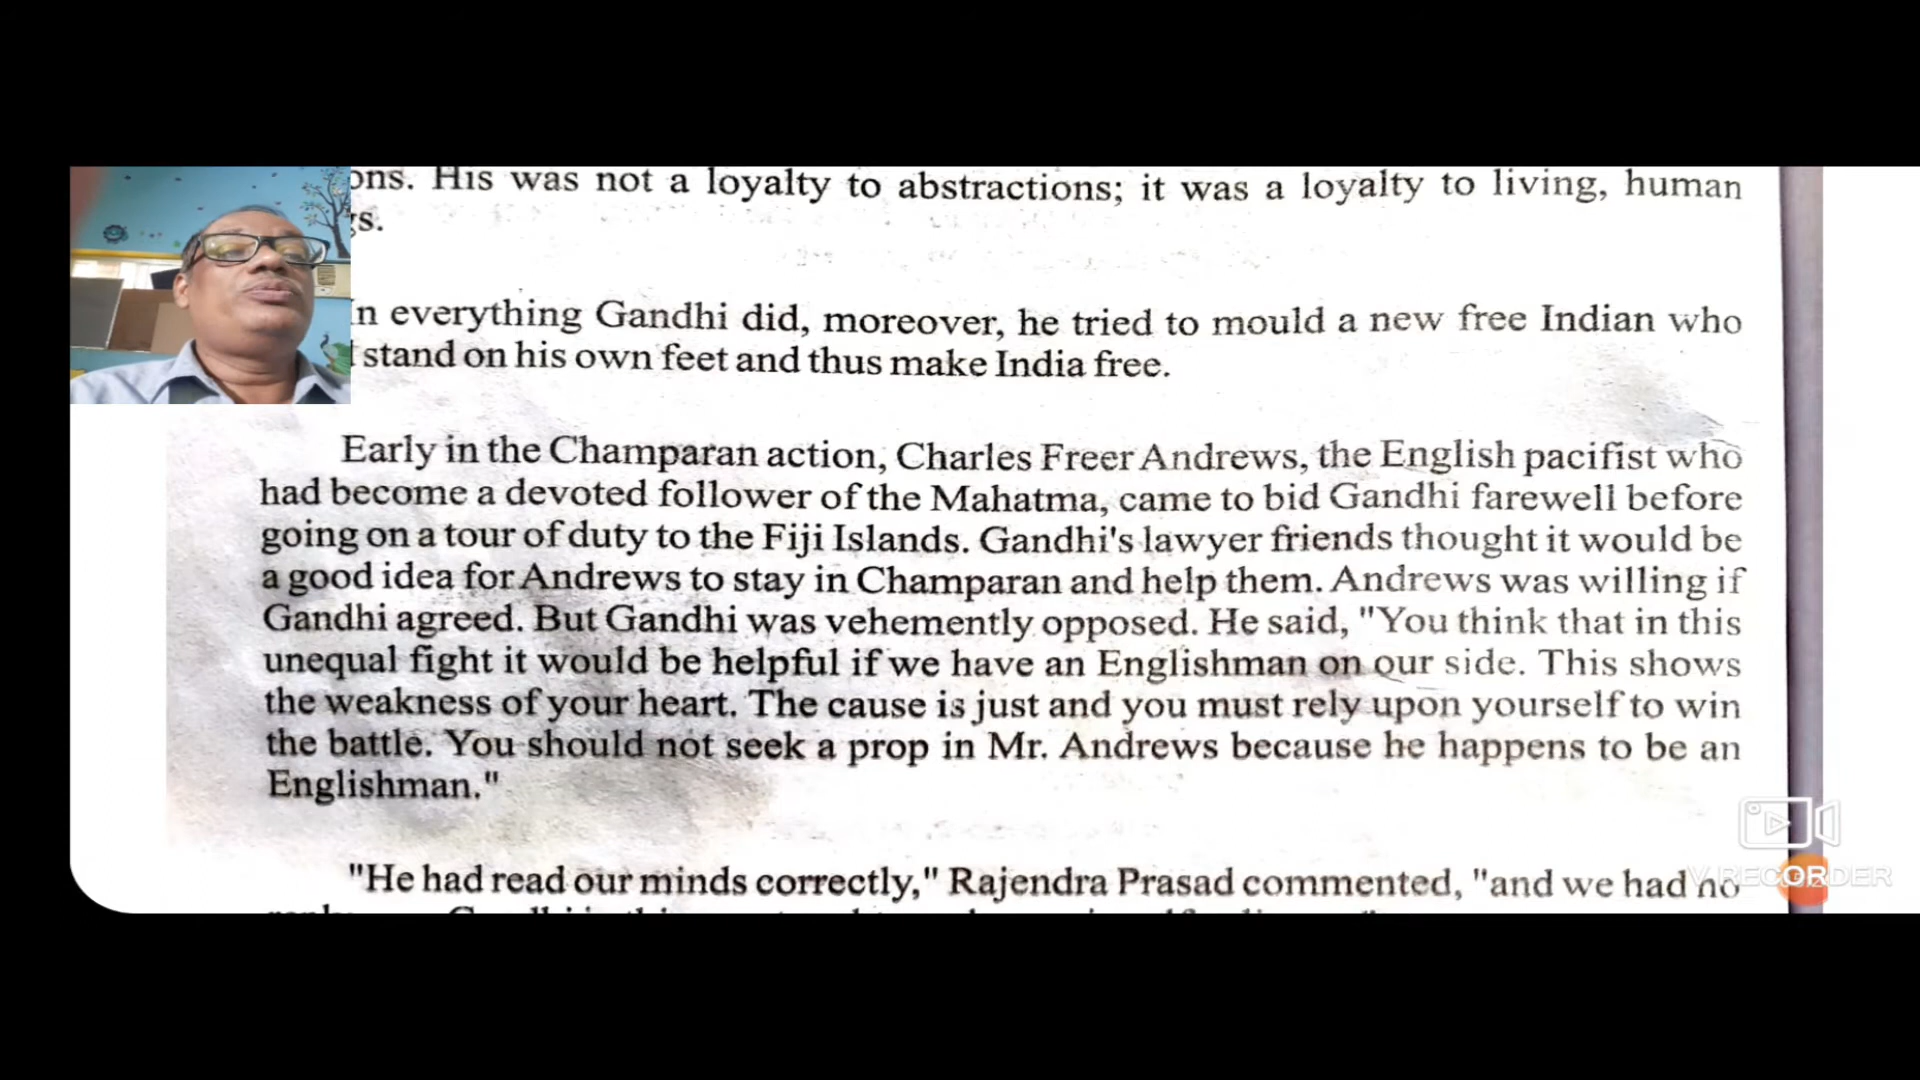 ons. His was not a loyalty to abstractions; it was a loyalty to living, human
gs.
In everything Gandhi did, moreover, he tried to mould a new free Indian who
stand on his own feet and thus make India free.
Early in the Champaran action, Charles Freer Andrews, the English pacifist who
had become a devoted follower of the Mahatma, came to bid Gandhi farewell before
going on a tour of duty to the Fiji Islands. Gandhi's lawyer friends thought it would be
a good idea for Andrews to stay in Champaran and help them. Andrews was willing if
Gandhi agreed. But Gandhi was vehemently opposed. He said, "You think that in this
unequal fight it would be helpful if we have an Englishman on our side. This shows
the weakness of your heart. The cause is just and you must rely upon yourself to win
the battle. You should not seek a prop in Mr. Andrews because he happens to be an
Englishman."
"He had read our minds correctly," Rajendra Prasad commented, "and we had no
V RECORDER